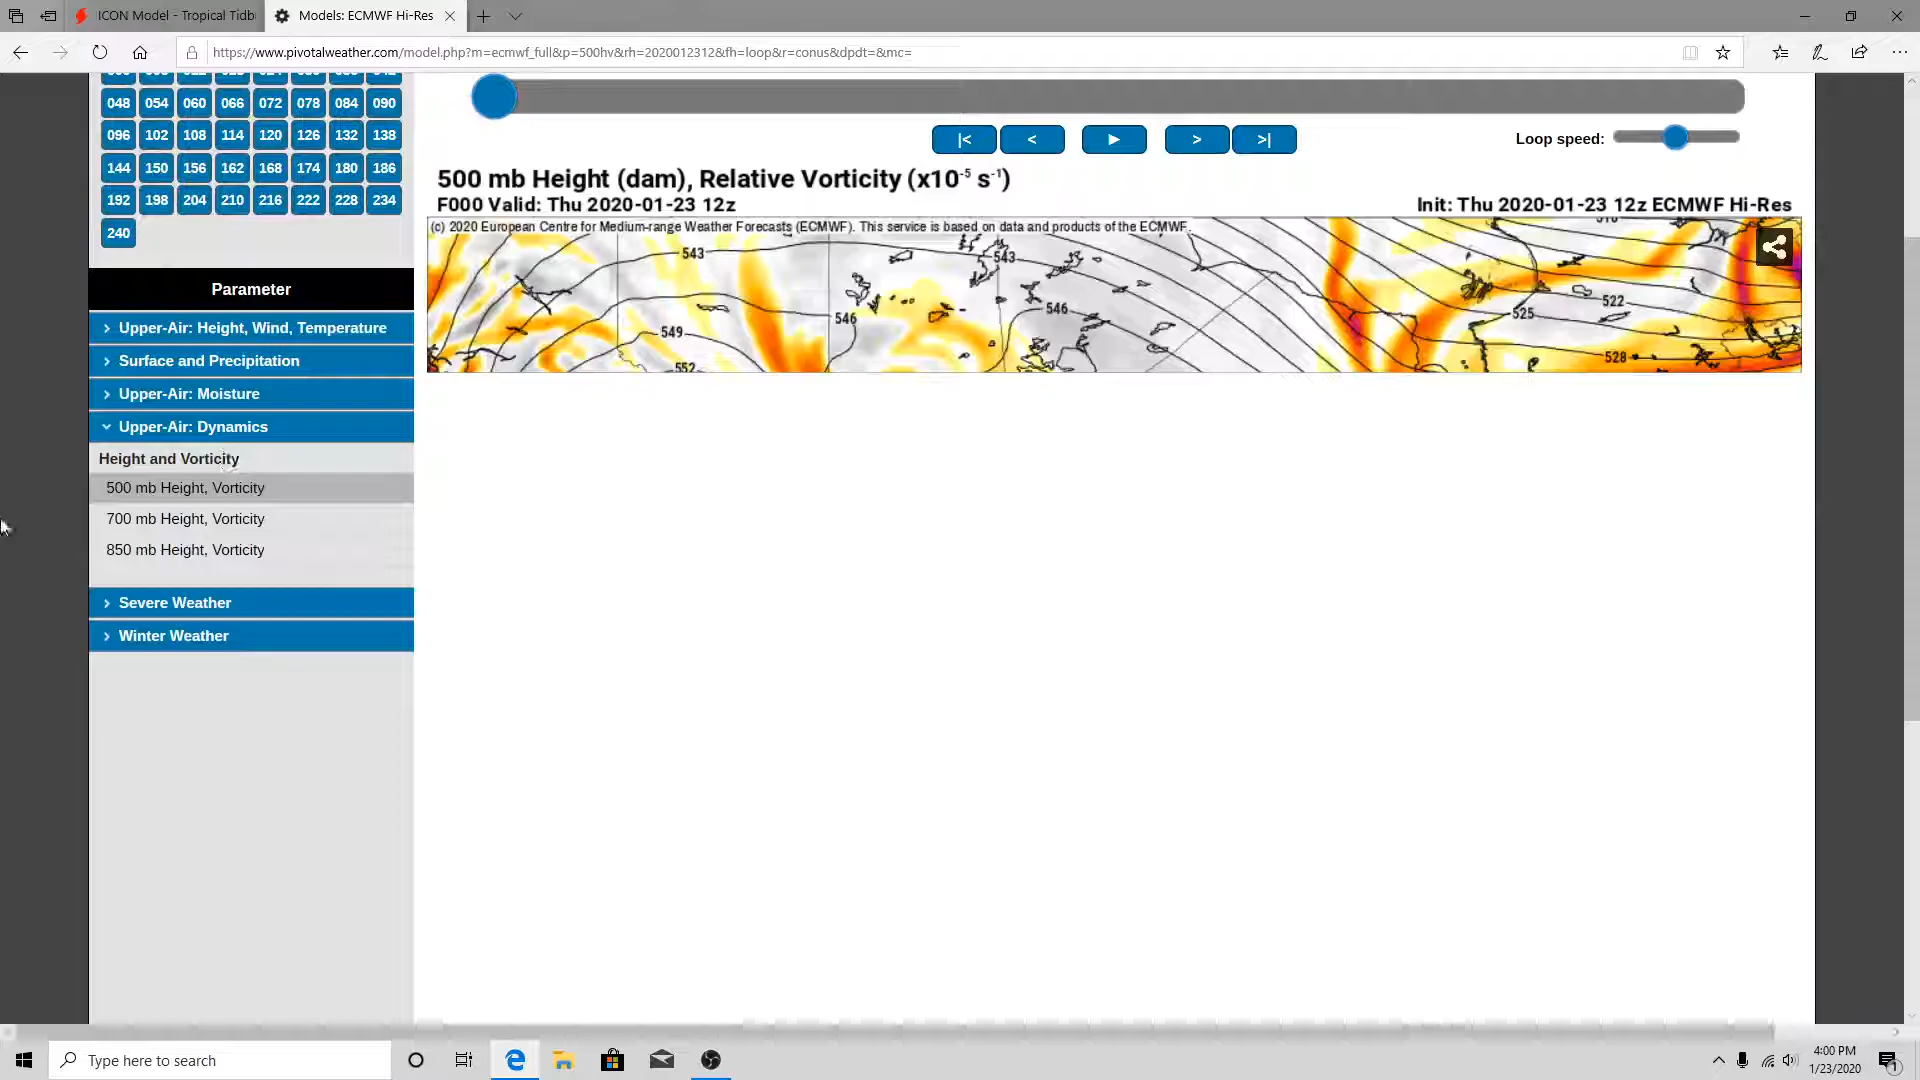 ICON Model - Tropical Tidb
Models: ECMWF Hi-Res
https://www.pivotalweather.com/model.php?m=ecmwf_full&p=500hv&rh=2020012312&fh=loop&r=conus&dpdt=&mc=
048 054 060 066 072 078 084 090
096 102 108 114 120 126 132 138
144 150 156 162 168 174 180 186
192 198 204 210 216 222 228 234
240
Parameter
Upper-Air: Height, Wind, Temperature
Surface and Precipitation
Upper-Air: Moisture
Upper-Air: Dynamics
Height and Vorticity
500 mb Height, Vorticity
700 mb Height, Vorticity
850 mb Height, Vorticity
Severe Weather
Winter Weather
|< < > >|
Loop speed:
500 mb Height (dam), Relative Vorticity (x10⁻⁵ s⁻¹)
F000 Valid: Thu 2020-01-23 12z
Init: Thu 2020-01-23 12z ECMWF Hi-Res
(c) 2020 European Centre for Medium-range Weather Forecasts (ECMWF). This service is based on data and products of the ECMWF.
543
543
546
546
549
552
522
525
528
Type here to search
4:00 PM
1/23/2020
1